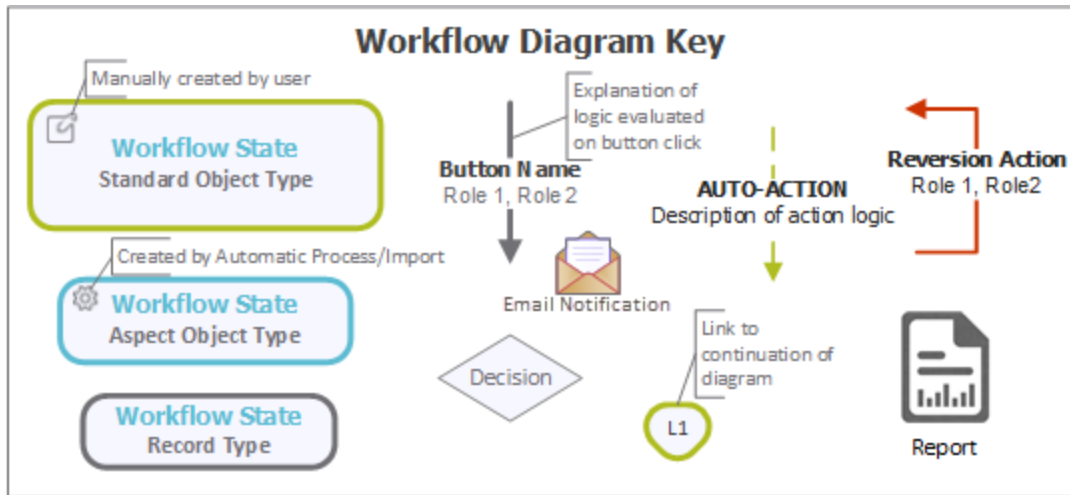 Workflow Diagram Key
Manually created by user
Workflow State
Standard Object Type
Created by Automatic Process/Import
Workflow State
Aspect Object Type
Workflow State
Record Type
Explanation of
logic evaluated
on button click
Button Name
Role 1, Role 2
Email Notification
Decision
AUTO-ACTION
Description of action logic
Link to
continuation of
diagram
L1
Reversion Action
Role 1, Role2
Report